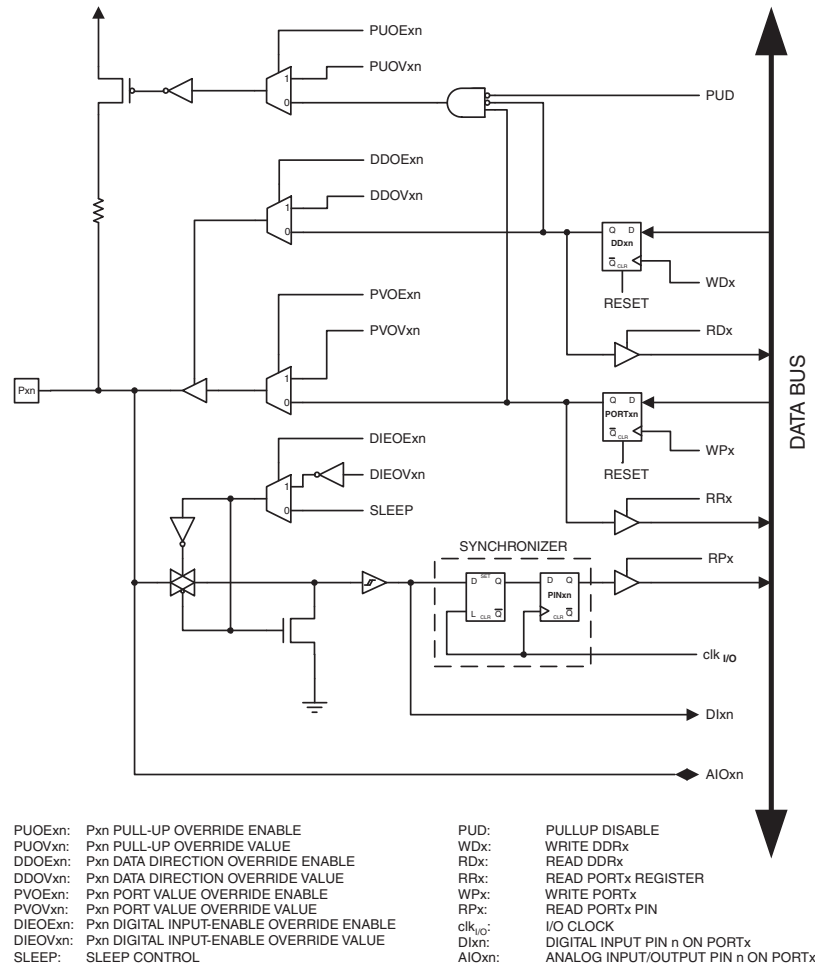 PUOExn
PUOVxn
1
0
PUD
DDOExn
DDOVxn
1
0
Q D
DDxn
Q CLR
WDx
RESET
PVOExn
RDx
PVOVxn
Pxn
1
0
Q D
PORTxn
Q CLR
DATA BUS
WPx
RESET
DIEOExn
DIEOVxn
1
0
SLEEP
RRx
SYNCHRONIZER
RPx
D SET Q
D Q
PINxn
L CLR Q
CLR Q
clk I/O
DIxn
AIOxn
PUOExn: Pxn PULL-UP OVERRIDE ENABLE
PUOVxn: Pxn PULL-UP OVERRIDE VALUE
DDOExn: Pxn DATA DIRECTION OVERRIDE ENABLE
DDOVxn: Pxn DATA DIRECTION OVERRIDE VALUE
PVOExn: Pxn PORT VALUE OVERRIDE ENABLE
PVOVxn: Pxn PORT VALUE OVERRIDE VALUE
DIEOExn: Pxn DIGITAL INPUT-ENABLE OVERRIDE ENABLE
DIEOVxn: Pxn DIGITAL INPUT-ENABLE OVERRIDE VALUE
SLEEP: SLEEP CONTROL
PUD: PULLUP DISABLE
WDx: WRITE DDRx
RDx: READ DDRx
RRx: READ PORTx REGISTER
WPx: WRITE PORTx
RPx: READ PORTx PIN
clk I/O: I/O CLOCK
DIxn: DIGITAL INPUT PIN n ON PORTx
AIOxn: ANALOG INPUT/OUTPUT PIN n ON PORTx